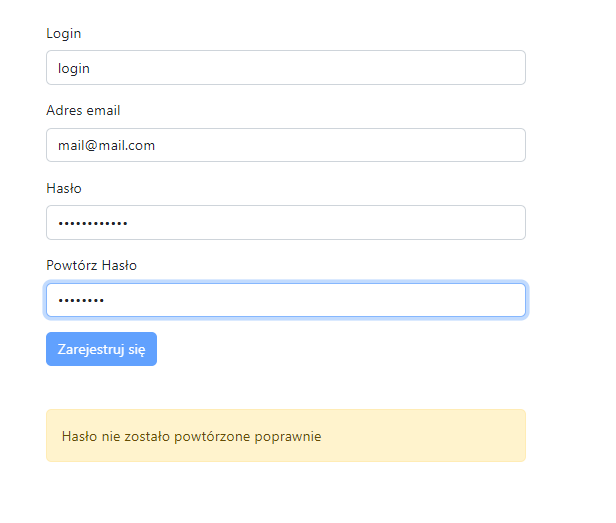 Login
login
Adres email
mail@mail.com
Hasło
••••••••••••
Powtórz Hasło
••••••••
Zarejestruj się
Hasło nie zostało powtórzone poprawnie